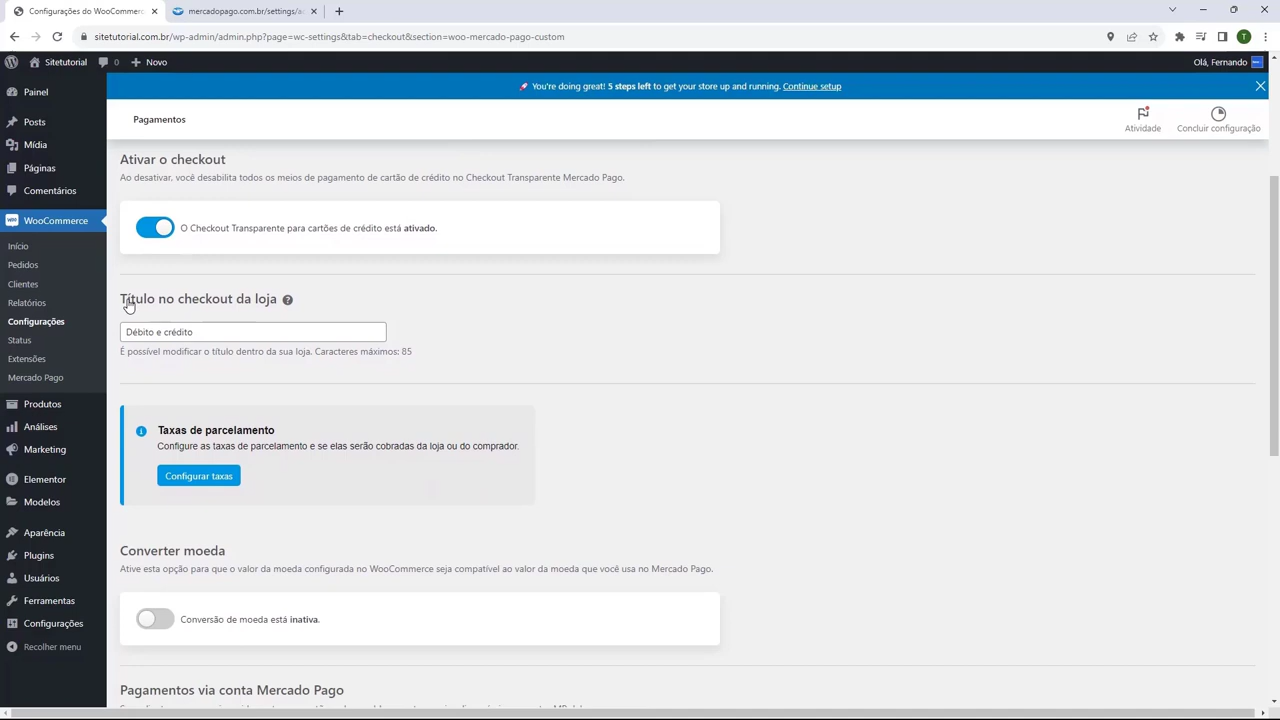 Configurações do WooCommerce
mercadopago.com.br/settings/a
sitetutorial.com.br/wp-admin/admin.php?page=wc-settings&tab=checkout&section=woo-mercado-pago-custom
T
Sitetutorial
0
Novo
Olá, Fernando
🚀 You're doing great! 5 steps left to get your store up and running. Continue setup
Pagamentos
Atividade
Concluir configuração
Painel
Posts
Mídia
Páginas
Comentários
WooCommerce
Início
Pedidos
Clientes
Relatórios
Configurações
Status
Extensões
Mercado Pago
Produtos
Análises
Marketing
Elementor
Modelos
Aparência
Plugins
Usuários
Ferramentas
Configurações
Recolher menu
Ativar o checkout
Ao desativar, você desabilita todos os meios de pagamento de cartão de crédito no Checkout Transparente Mercado Pago.
O Checkout Transparente para cartões de crédito está ativado.
Título no checkout da loja
Débito e crédito
É possível modificar o título dentro da sua loja. Caracteres máximos: 85
Taxas de parcelamento
Configure as taxas de parcelamento e se elas serão cobradas da loja ou do comprador.
Configurar taxas
Converter moeda
Ative esta opção para que o valor da moeda configurada no WooCommerce seja compatível ao valor da moeda que você usa no Mercado Pago.
Conversão de moeda está inativa.
Pagamentos via conta Mercado Pago